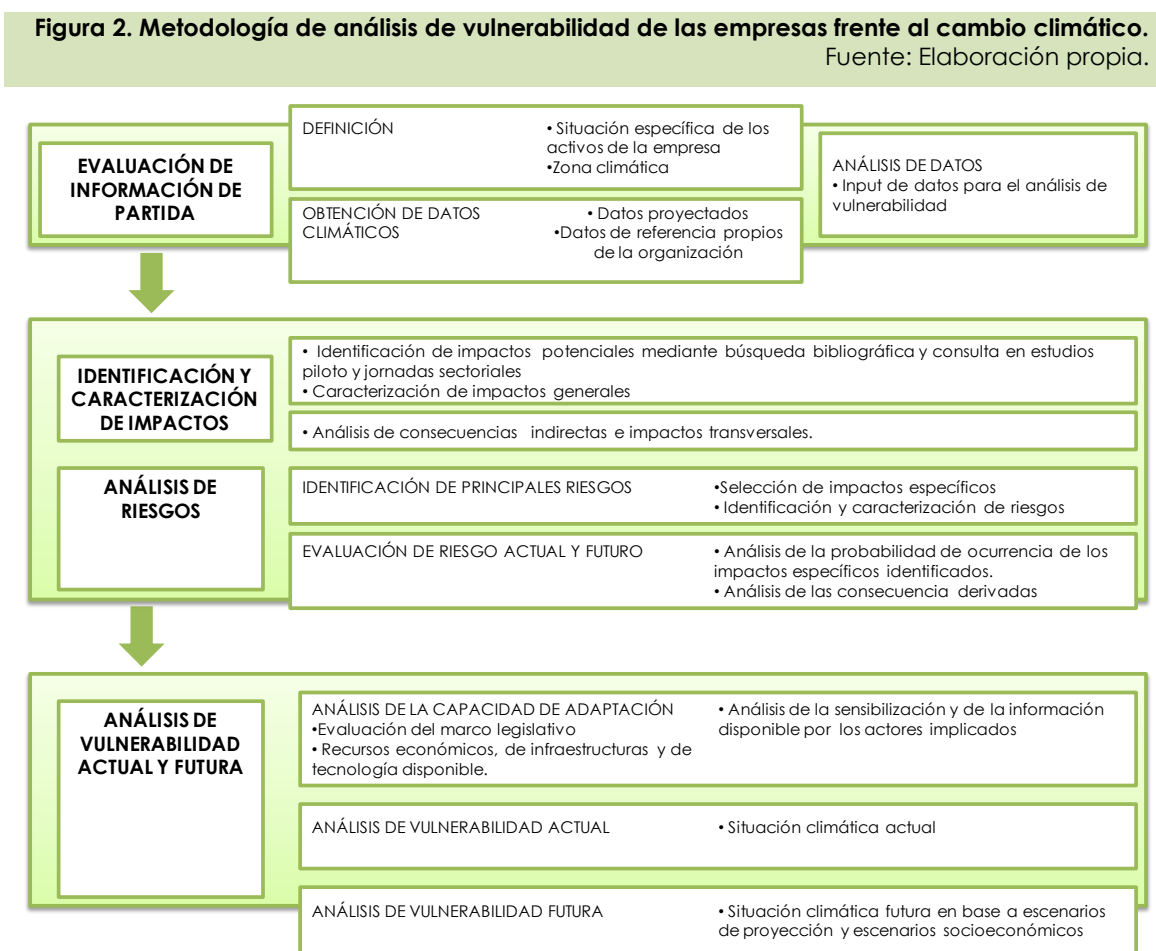 Figura 2. Metodología de análisis de vulnerabilidad de las empresas frente al cambio climático.
Fuente: Elaboración propia.
EVALUACIÓN DE
INFORMACIÓN DE
PARTIDA
DEFINICIÓN
• Situación específica de los
activos de la empresa
•Zona climática
OBTENCIÓN DE DATOS
CLIMÁTICOS
• Datos proyectados
•Datos de referencia propios
de la organización
ANÁLISIS DE DATOS
• Input de datos para el análisis de
vulnerabilidad
IDENTIFICACIÓN Y
CARACTERIZACIÓN
DE IMPACTOS
• Identificación de impactos potenciales mediante búsqueda bibliográfica y consulta en estudios
piloto y jornadas sectoriales
• Caracterización de impactos generales
• Análisis de consecuencias indirectas e impactos transversales.
ANÁLISIS DE
RIESGOS
IDENTIFICACIÓN DE PRINCIPALES RIESGOS
•Selección de impactos específicos
• Identificación y caracterización de riesgos
EVALUACIÓN DE RIESGO ACTUAL Y FUTURO
• Análisis de la probabilidad de ocurrencia de los
impactos específicos identificados.
• Análisis de las consecuencia derivadas
ANÁLISIS DE
VULNERABILIDAD
ACTUAL Y FUTURA
ANÁLISIS DE LA CAPACIDAD DE ADAPTACIÓN
•Evaluación del marco legislativo
• Recursos económicos, de infraestructuras y de
tecnología disponible.
• Análisis de la sensibilización y de la información
disponible por los actores implicados
ANÁLISIS DE VULNERABILIDAD ACTUAL
• Situación climática actual
ANÁLISIS DE VULNERABILIDAD FUTURA
• Situación climática futura en base a escenarios
de proyección y escenarios socioeconómicos